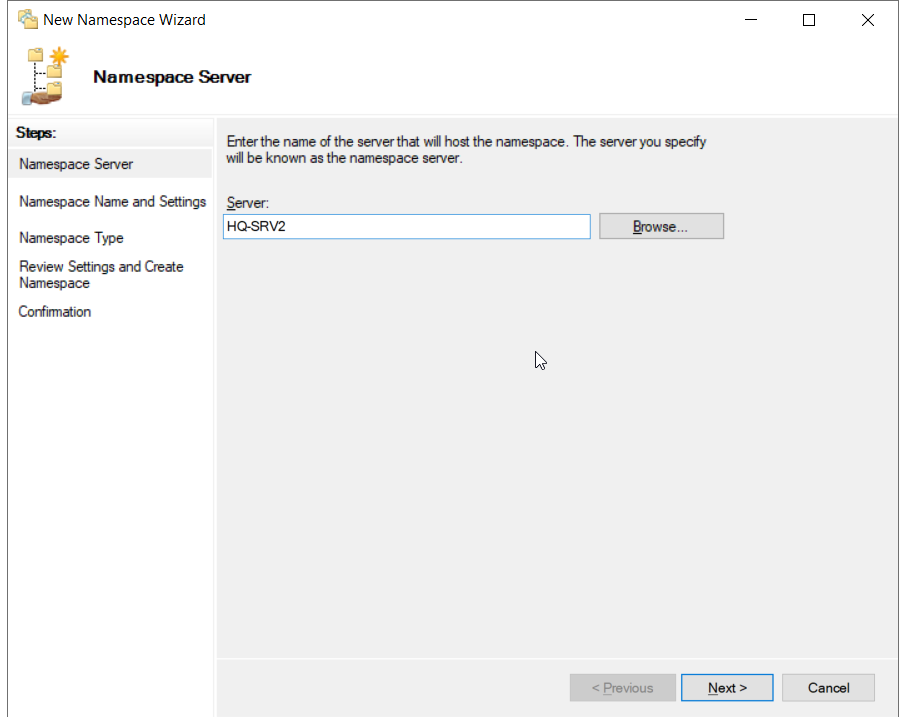 New Namespace Wizard
Namespace Server
Steps:
Namespace Server
Namespace Name and Settings
Namespace Type
Review Settings and Create
Namespace
Confirmation
Enter the name of the server that will host the namespace. The server you specify
will be known as the namespace server.
Server:
HQ-SRV2
Browse...
< Previous
Next >
Cancel